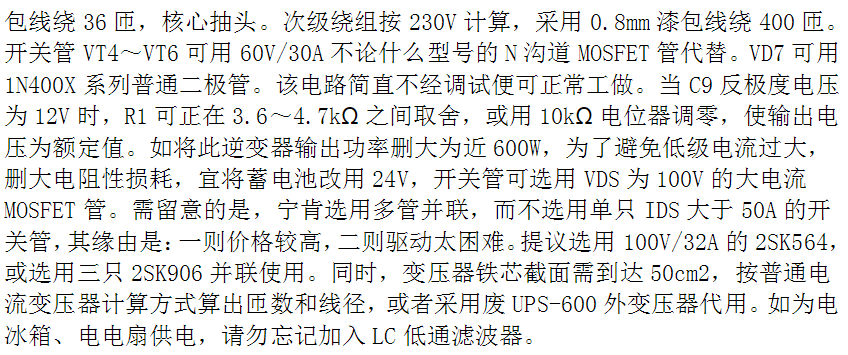 包线绕 36 匝，核心抽头。次级绕组按 230V 计算，采用 0.8mm 漆包线绕 400 匝。
开关管 VT4～VT6 可用 60V/30A 不论什么型号的 N 沟道 MOSFET 管代替。VD7 可用
1N400X 系列普通二极管。该电路简直不经调试便可正常工做。当 C9 反极度电压
为 12V 时，R1 可正在 3.6～4.7kΩ 之间取舍，或用 10kΩ 电位器调零，使输出电
压为额定值。如将此逆变器输出功率删大为近 600W，为了避免低级电流过大，
删大电阻性损耗，宜将蓄电池改用 24V，开关管可选用 VDS 为 100V 的大电流
MOSFET 管。需留意的是，宁肯选用多管并联，而不选用单只 IDS 大于 50A 的开
关管，其缘由是：一则价格较高，二则驱动太困难。提议选用 100V/32A 的 2SK564，
或选用三只 2SK906 并联使用。同时，变压器铁芯截面需到达 50cm2，按普通电
流变压器计算方式算出匝数和线径，或者采用废 UPS-600 外变压器代用。如为电
冰箱、电电扇供电，请勿忘记加入 LC 低通滤波器。